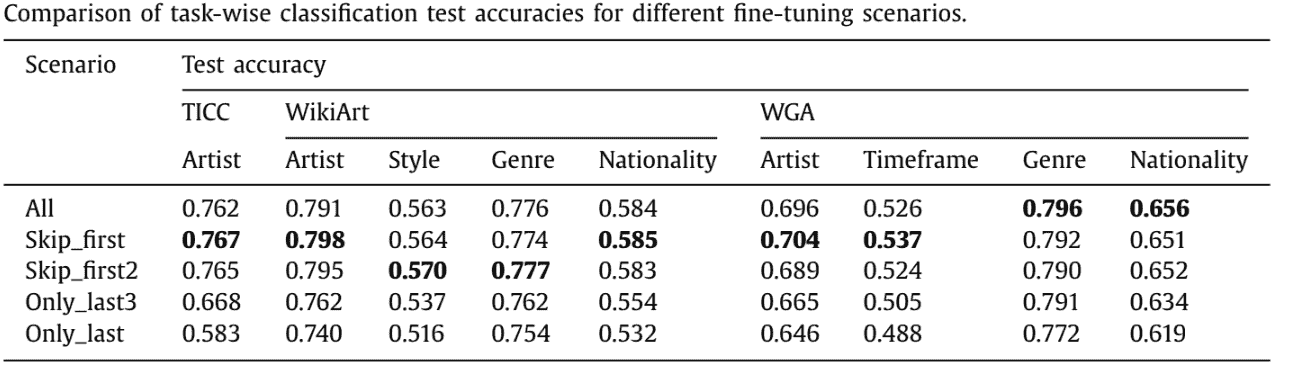 Comparison of task-wise classification test accuracies for different fine-tuning scenarios.
Scenario Test accuracy
TICC WikiArt WGA
Artist Artist Style Genre Nationality Artist Timeframe Genre Nationality
All 0.762 0.791 0.563 0.776 0.584 0.696 0.526 0.796 0.656
Skip_first 0.767 0.798 0.564 0.774 0.585 0.704 0.537 0.792 0.651
Skip_first2 0.765 0.795 0.570 0.777 0.583 0.689 0.524 0.790 0.652
Only_last3 0.668 0.762 0.537 0.762 0.554 0.665 0.505 0.791 0.634
Only_last 0.583 0.740 0.516 0.754 0.532 0.646 0.488 0.772 0.619